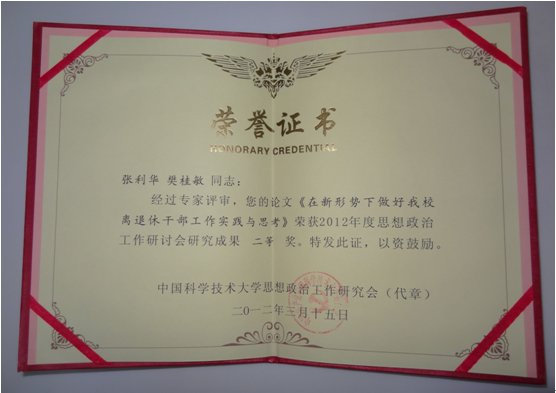 荣誉证书
HONORARY CREDENTIAL
张利华 樊桂敏 同志：
经过专家评审，您的论文《在新形势下做好我校
离退休干部工作实践与思考》荣获2012年度思想政治
工作研讨会研究成果 二等 奖。特发此证，以资鼓励。
中国科学技术大学思想政治工作研究会（代章）
二〇一二年三月十五日